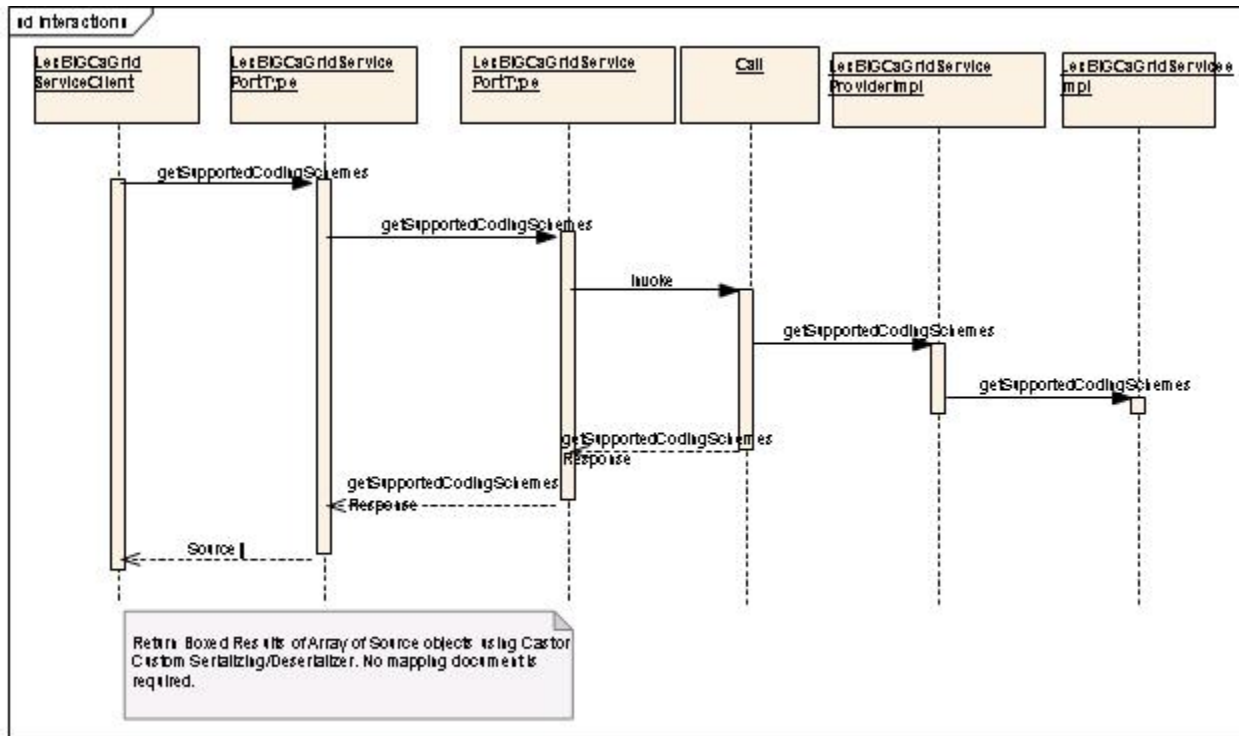 sd Interactions
LexBIGCaGrid
ServiceClient
LexBIGCaGridService
PortType
LexBIGCaGridService
PortType
Call
LexBIGCaGridService
ProviderImpl
LexBIGCaGridService
Impl
getSupportedCodingSchemes
getSupportedCodingSchemes
Invoke
getSupportedCodingSchemes
getSupportedCodingSchemes
getSupportedCodingSchemes
Response
getSupportedCodingSchemes
Response
Source[]
Return Boxed Results of Array of Source objects using Castor
Custom Serializing/Deserializer. No mapping document is
required.